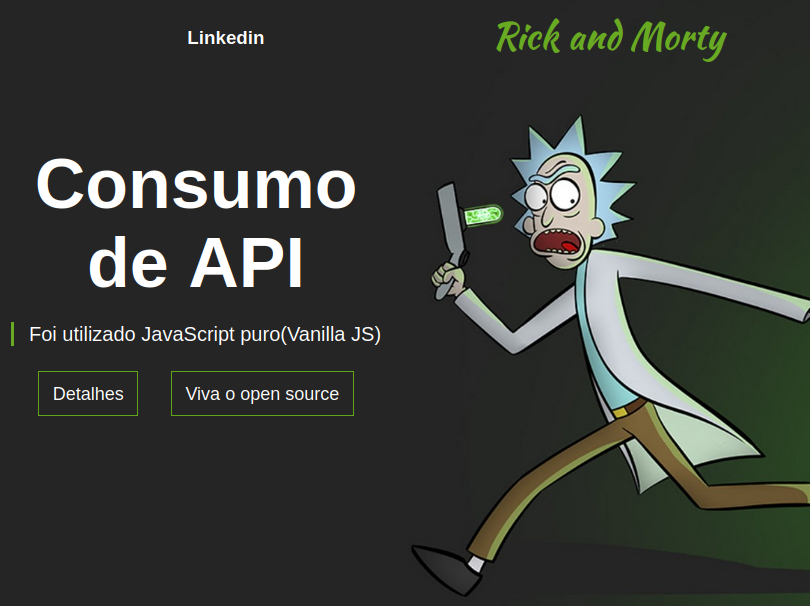 Linkedin
Rick and Morty
Consumo
de API
Foi utilizado JavaScript puro(Vanilla JS)
Detalhes
Viva o open source